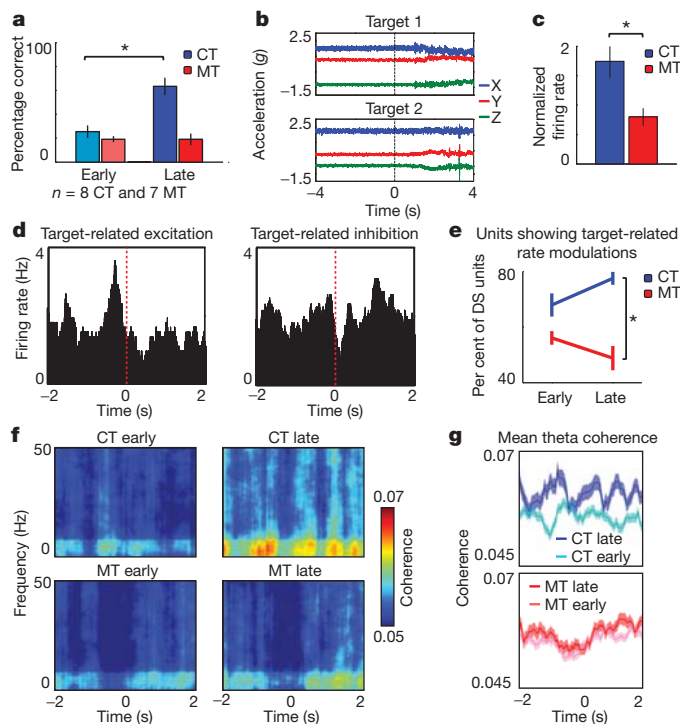 a
100
Percentage correct
0
*
CT
MT
Early
Late
n = 8 CT and 7 MT
b
Target 1
2.5
−1.5
Target 2
2.5
−1.5
Acceleration (g)
X
Y
Z
−4
0
4
Time (s)
c
2
0
Normalized
firing rate
*
CT
MT
d
Target-related excitation
4
0
Firing rate (Hz)
−2
0
2
Time (s)
Target-related inhibition
4
0
−2
0
2
Time (s)
e
Units showing target-related
rate modulations
80
40
Per cent of DS units
CT
MT
*
Early
Late
f
CT early
CT late
50
0
Frequency (Hz)
MT early
MT late
50
0
−2
0
2
−2
0
2
Time (s)
Time (s)
0.07
Coherence
0.05
g
Mean theta coherence
0.07
0.045
CT late
CT early
Coherence
0.07
0.045
MT late
MT early
−2
0
2
Time (s)